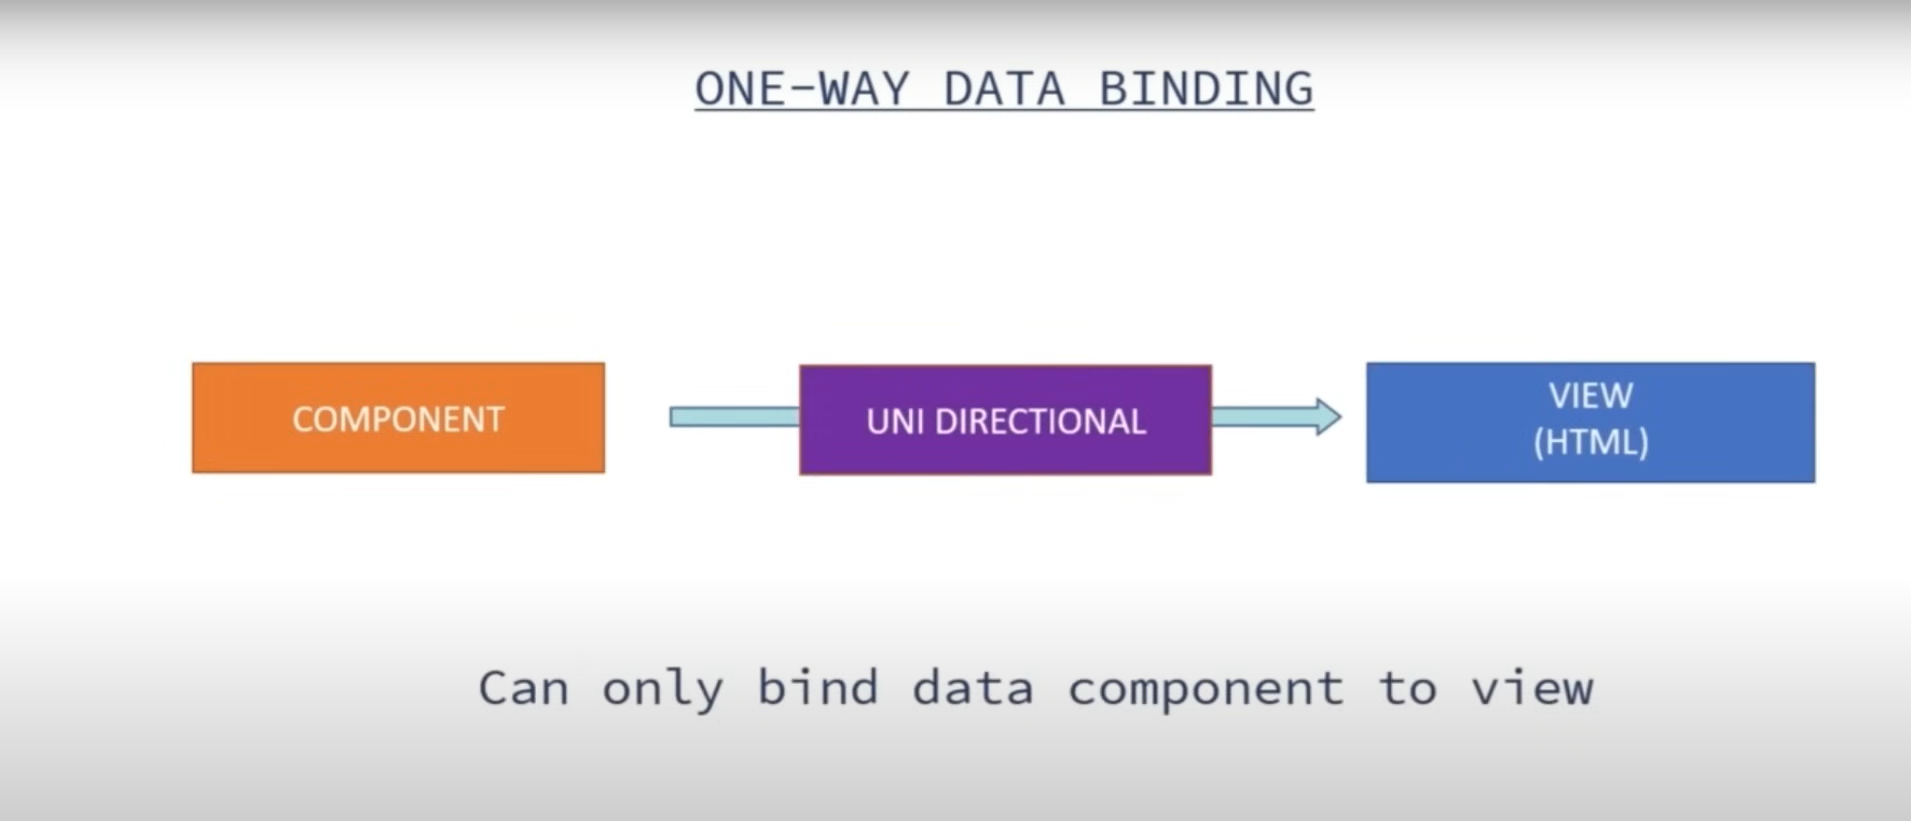 ONE-WAY DATA BINDING
COMPONENT
UNI DIRECTIONAL
VIEW
(HTML)
Can only bind data component to view